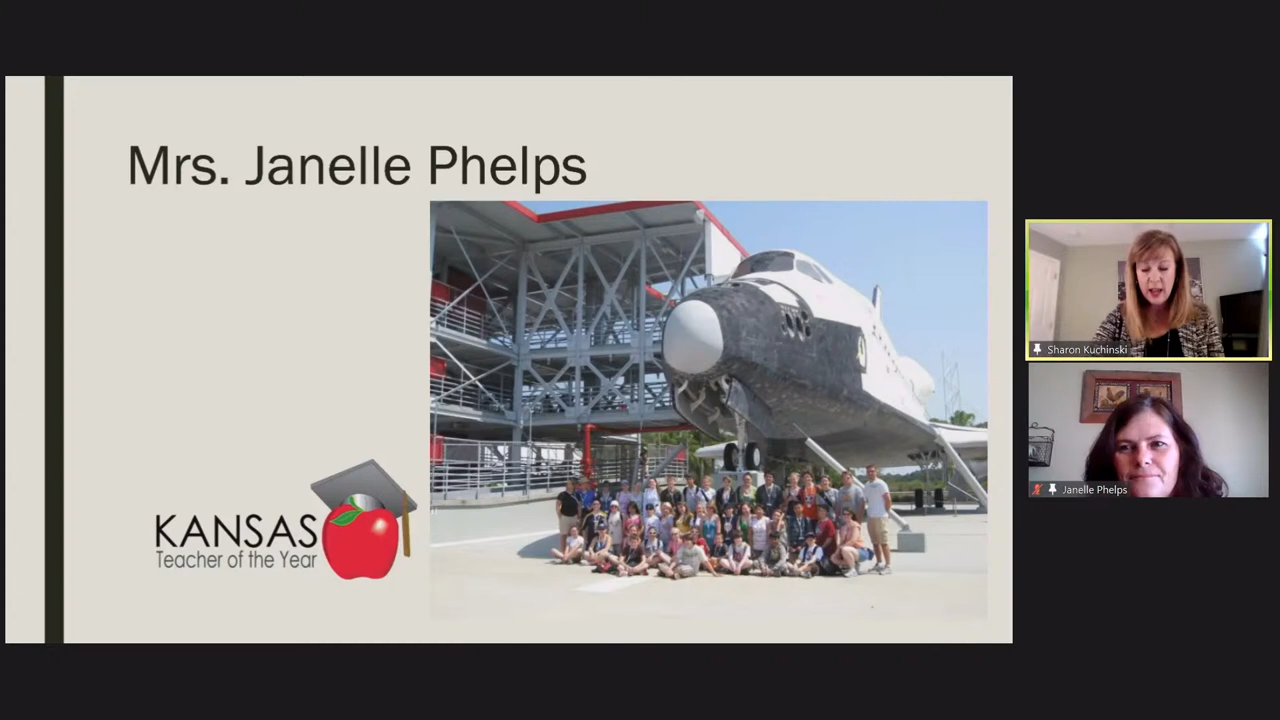 Mrs. Janelle Phelps
KANSAS
Teacher of the Year
Sharon Kuchinski
Janelle Phelps